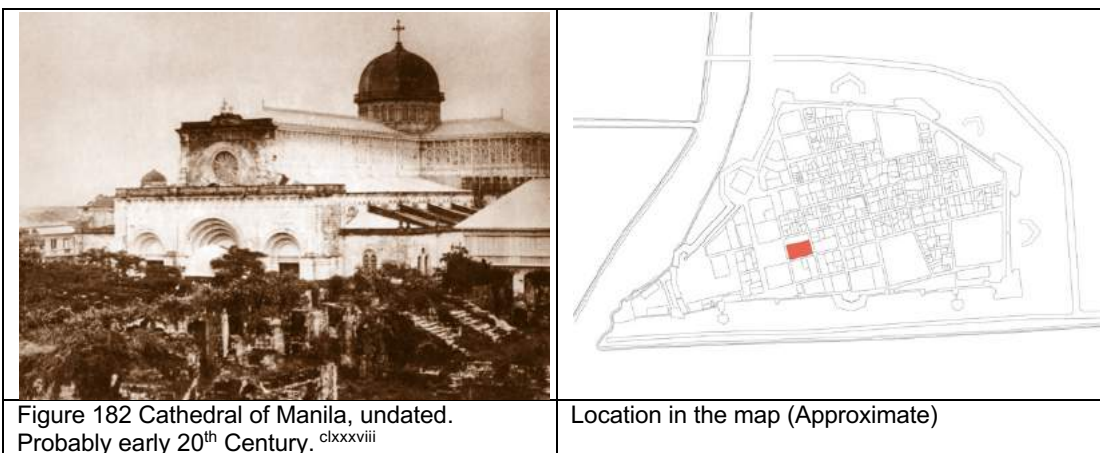 Figure 182 Cathedral of Manila, undated.
Probably early 20th Century. clxxxviii
Location in the map (Approximate)